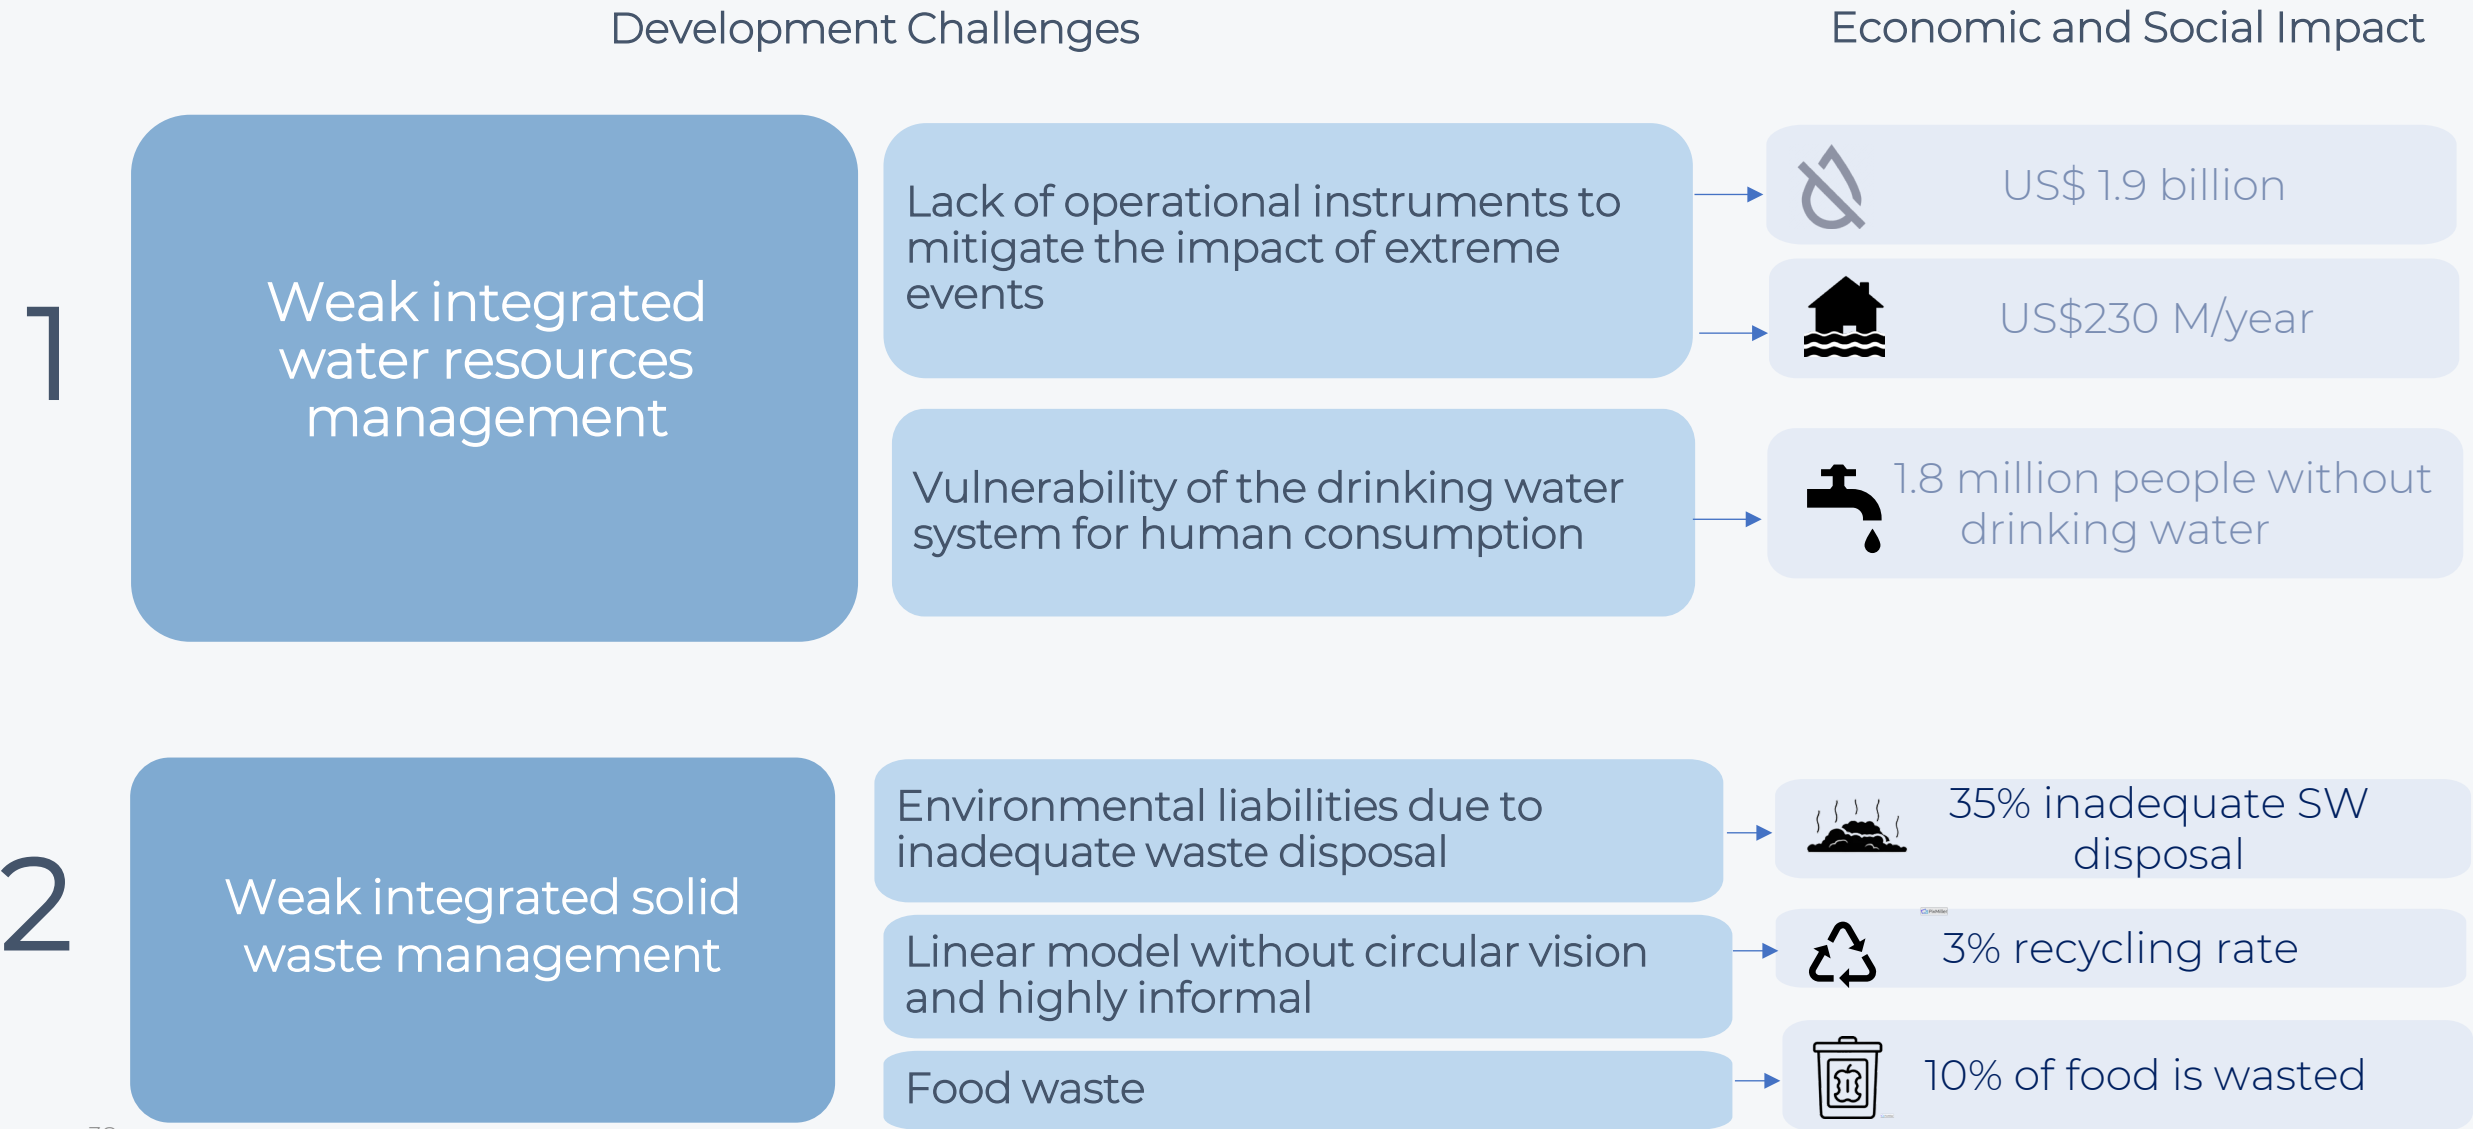 Development Challenges
Economic and Social Impact
1
Weak integrated
water resources
management
Lack of operational instruments to
mitigate the impact of extreme
events
US$ 1.9 billion
US$230 M/year
Vulnerability of the drinking water
system for human consumption
1.8 million people without
drinking water
2
Weak integrated solid
waste management
Environmental liabilities due to
inadequate waste disposal
35% inadequate SW
disposal
Linear model without circular vision
and highly informal
3% recycling rate
Food waste
10% of food is wasted